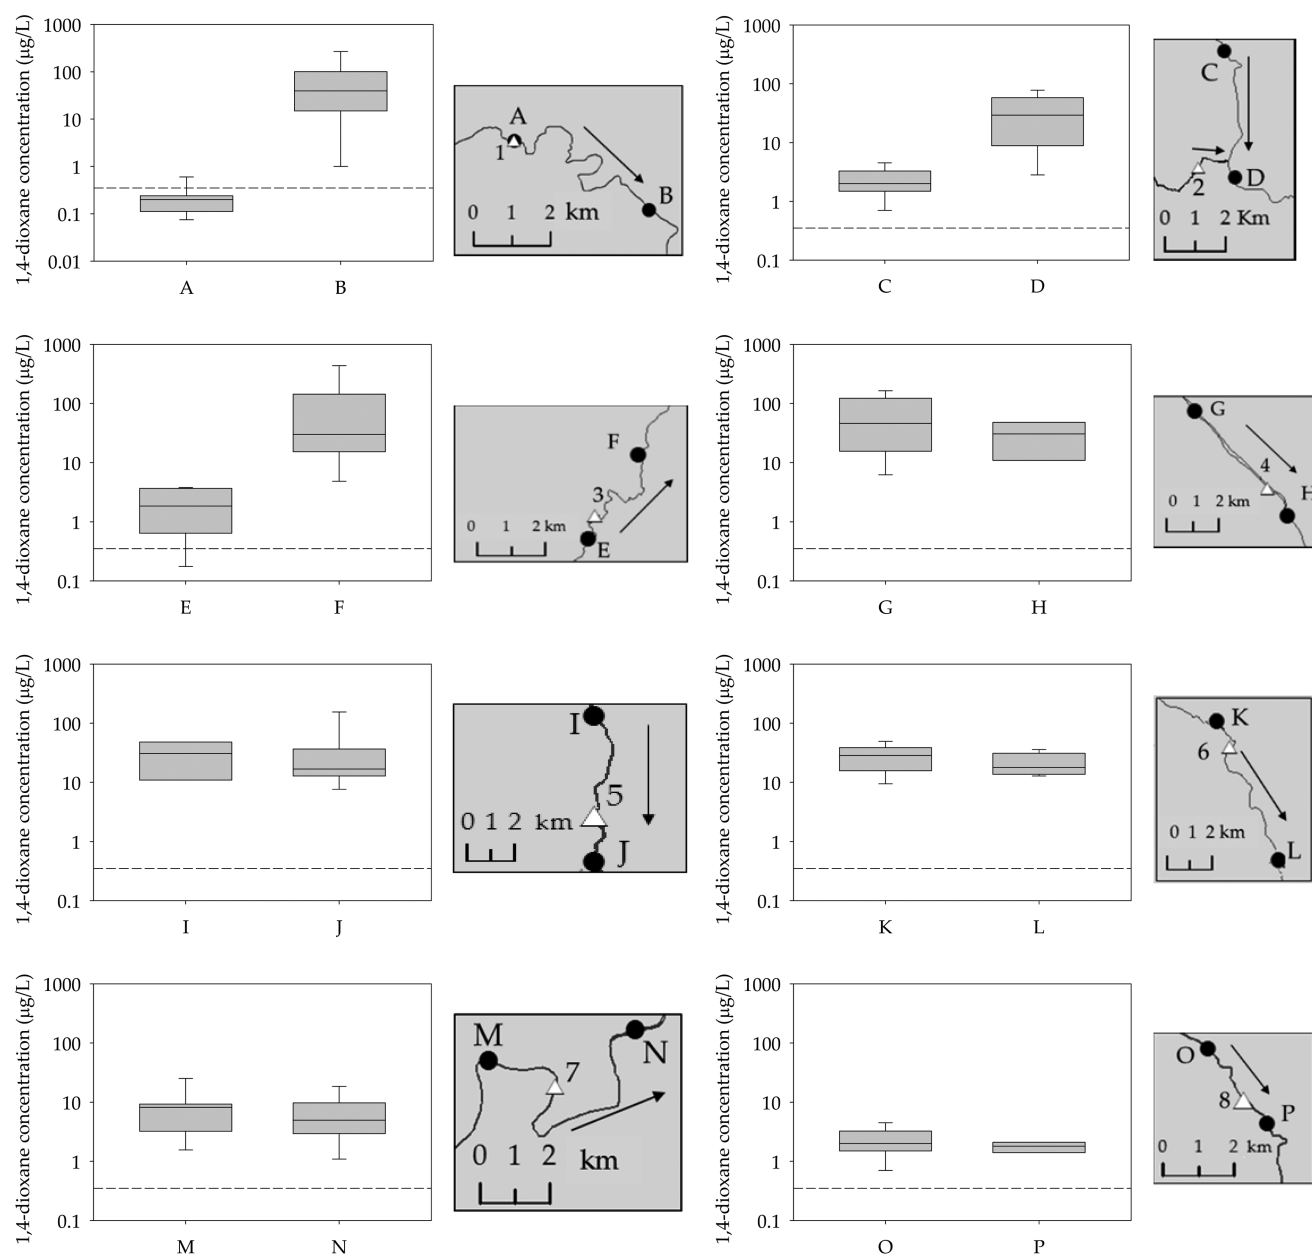 1,4-dioxane concentration (µg/L)
1000
100
10
1
0.1
0.01
A B
A
1
B
0 1 2 km
1,4-dioxane concentration (µg/L)
1000
100
10
1
0.1
C D
C
2
D
0 1 2 Km
1,4-dioxane concentration (µg/L)
1000
100
10
1
0.1
E F
F
3
0 1 2 km
E
1,4-dioxane concentration (µg/L)
1000
100
10
1
0.1
G H
G
4
H
0 1 2 km
1,4-dioxane concentration (µg/L)
1000
100
10
1
0.1
I J
I
5
0 1 2 km
J
1,4-dioxane concentration (µg/L)
1000
100
10
1
0.1
K L
K
6
0 1 2 km
L
1,4-dioxane concentration (µg/L)
1000
100
10
1
0.1
M N
M
N
7
0 1 2 km
1,4-dioxane concentration (µg/L)
1000
100
10
1
0.1
O P
O
8
P
0 1 2 km